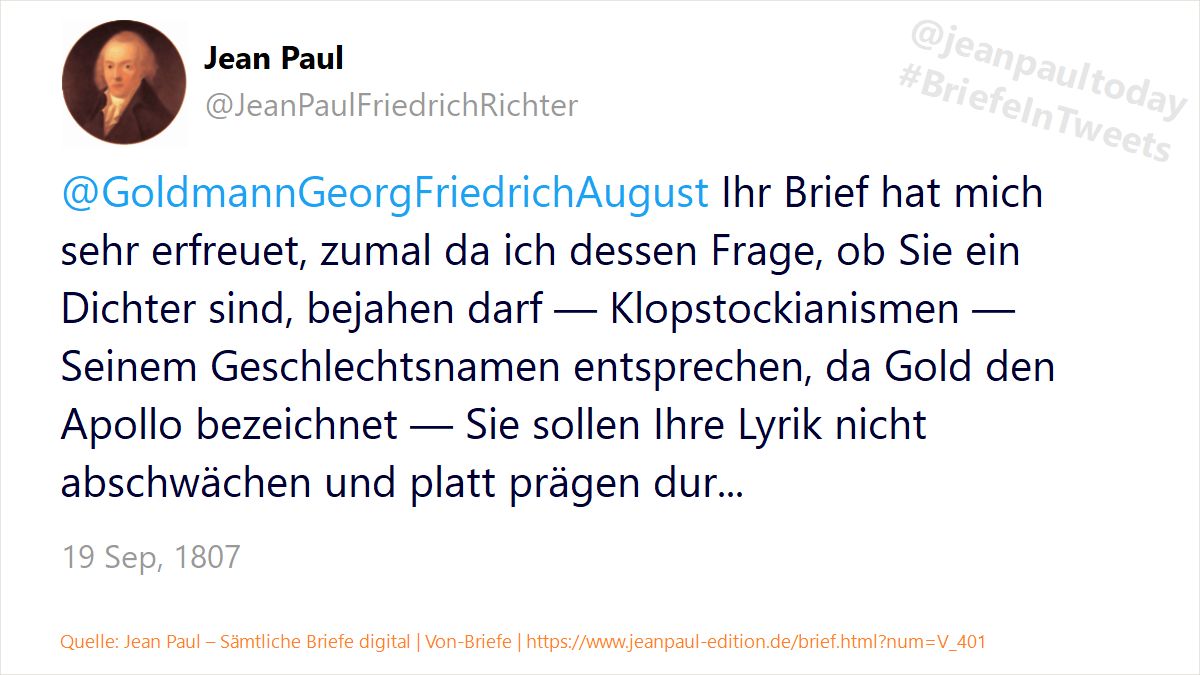 Jean Paul
@JeanPaulFriedrichRichter
@jeanpaultoday
#BriefeInTweets
@GoldmannGeorgFriedrichAugust Ihr Brief hat mich
sehr erfreuet, zumal da ich dessen Frage, ob Sie ein
Dichter sind, bejahen darf — Klopstockianismen —
Seinem Geschlechtsnamen entsprechen, da Gold den
Apollo bezeichnet — Sie sollen Ihre Lyrik nicht
abschwächen und platt prägen dur...
19 Sep, 1807
Quelle: Jean Paul – Sämtliche Briefe digital | Von-Briefe | https://www.jeanpaul-edition.de/brief.html?num=V_401